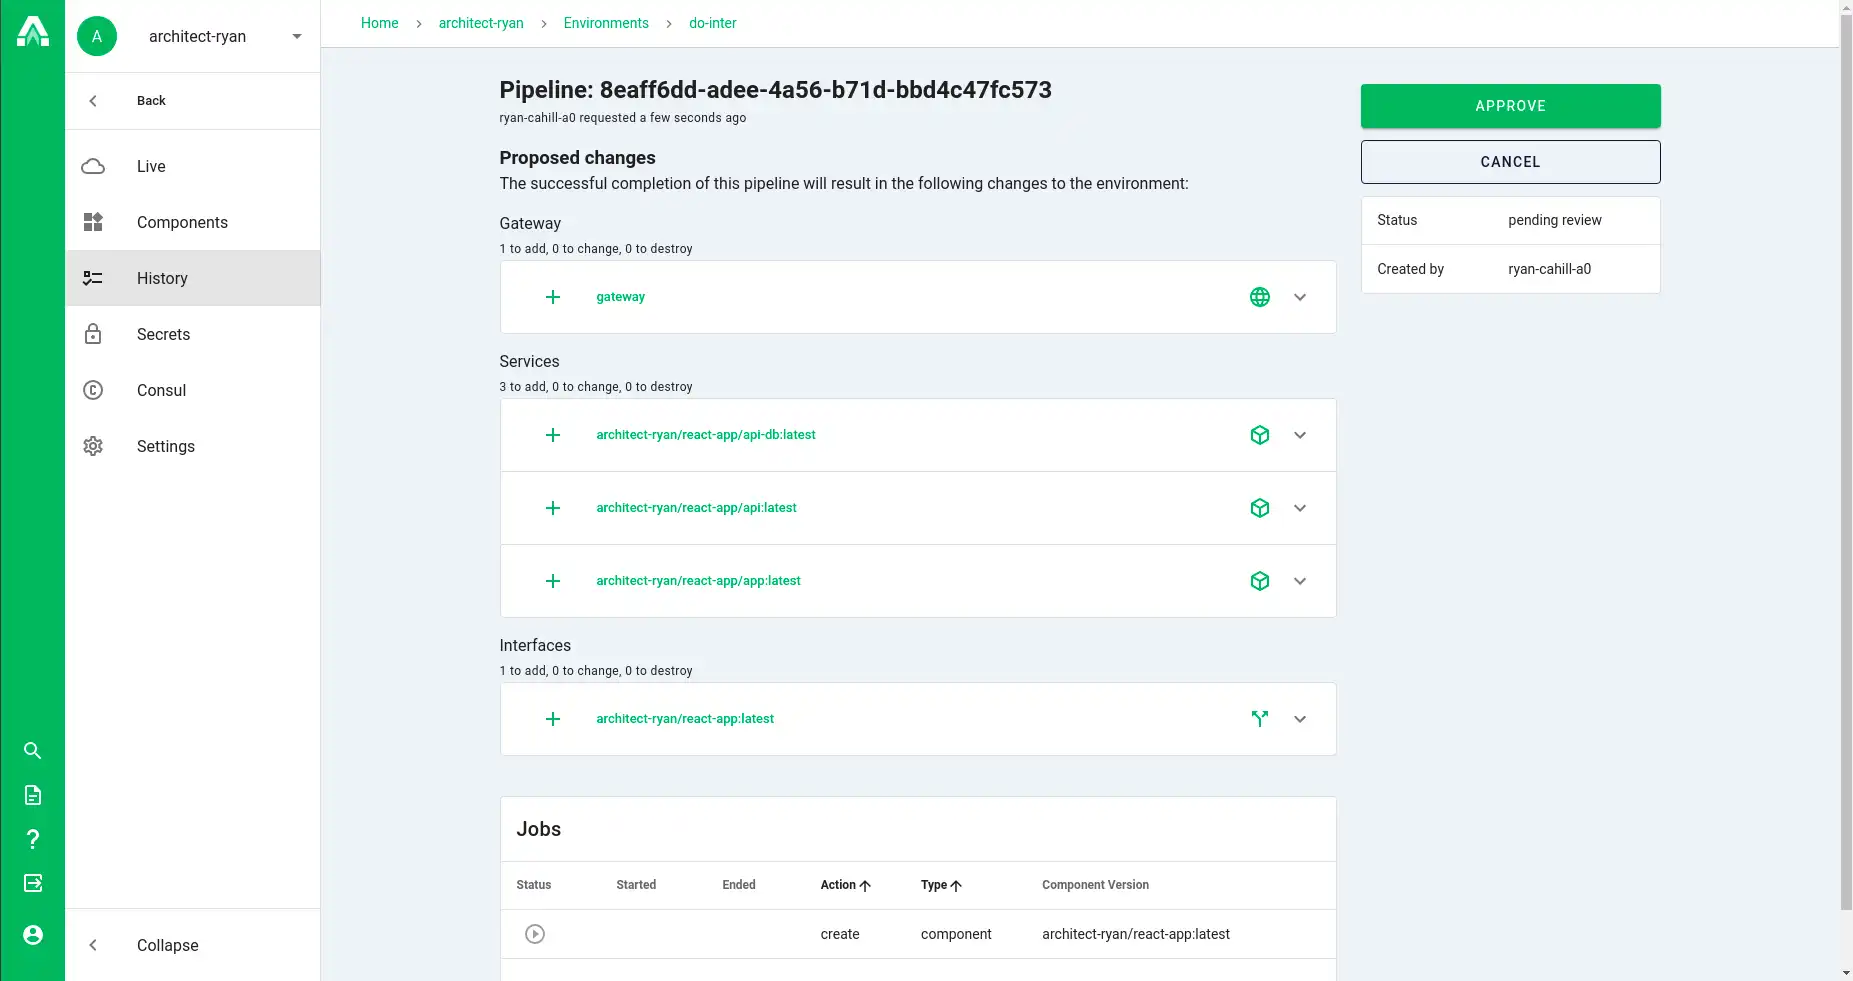 Home
architect-ryan
Environments
do-inter
A
architect-ryan
Back
Live
Components
History
Secrets
Consul
Settings
Collapse
Pipeline: 8eaff6dd-adee-4a56-b71d-bbd4c47fc573
ryan-cahill-a0 requested a few seconds ago
Proposed changes
The successful completion of this pipeline will result in the following changes to the environment:
Gateway
1 to add, 0 to change, 0 to destroy
gateway
Services
3 to add, 0 to change, 0 to destroy
architect-ryan/react-app/api-db:latest
architect-ryan/react-app/api:latest
architect-ryan/react-app/app:latest
Interfaces
1 to add, 0 to change, 0 to destroy
architect-ryan/react-app:latest
Jobs
Status Started Ended Action Type Component Version
create component architect-ryan/react-app:latest
APPROVE
CANCEL
Status pending review
Created by ryan-cahill-a0